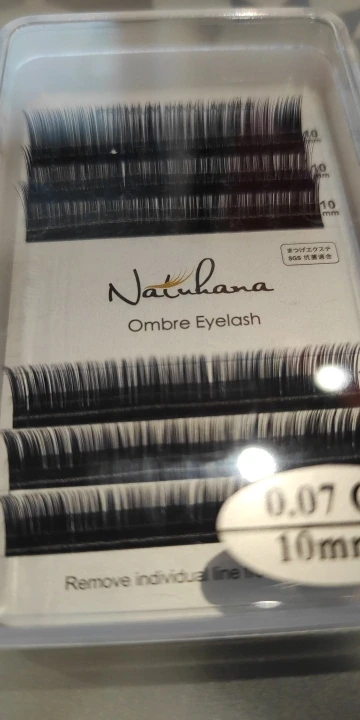 10
mm
10
mm
10
mm
まつげエクステ
SGS 抗菌適合
Natuhana
Ombre Eyelash
0.07
10mm
Remove individual line